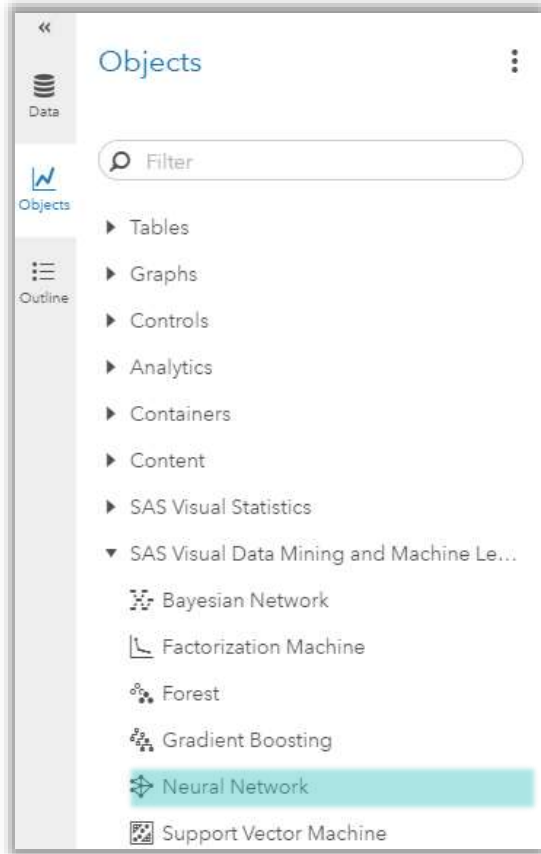 «
Data
Objects
Outline
Objects
Filter
Tables
Graphs
Controls
Analytics
Containers
Content
SAS Visual Statistics
SAS Visual Data Mining and Machine Le...
Bayesian Network
Factorization Machine
Forest
Gradient Boosting
Neural Network
Support Vector Machine